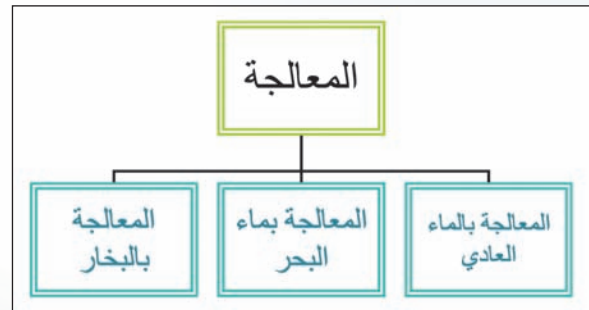 المعالجة
المعالجة بالماء
العادي
المعالجة بماء
البحر
المعالجة
بالبخار